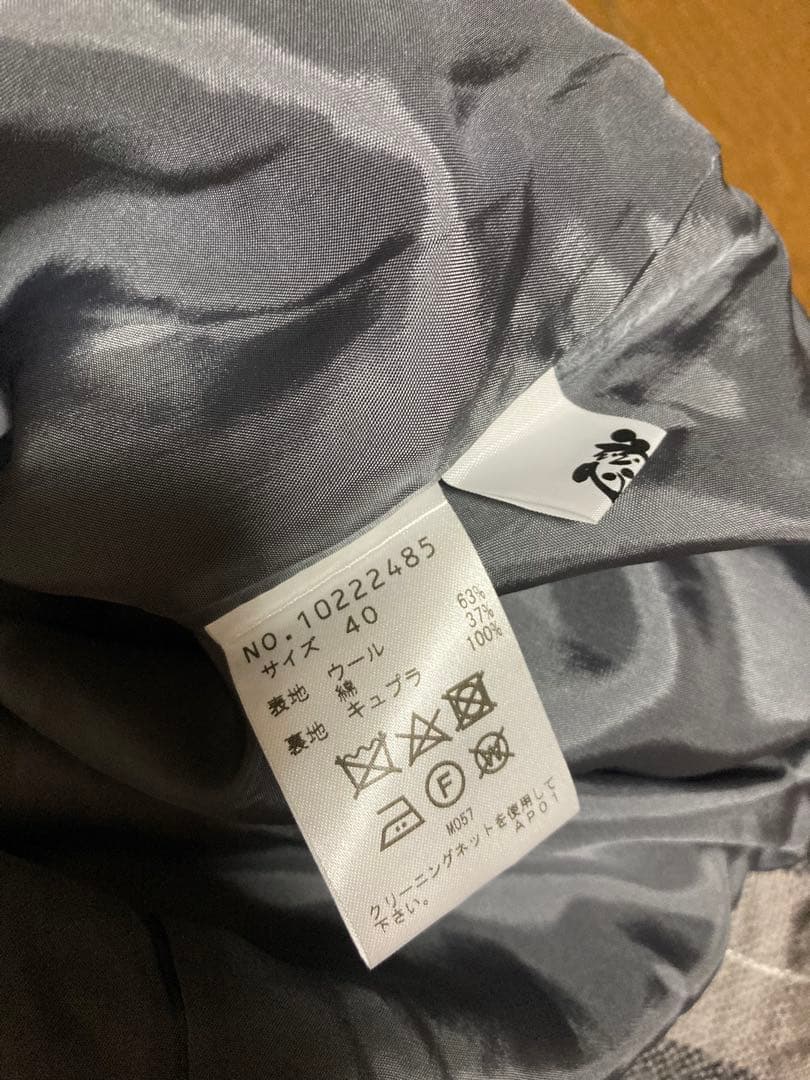 NO.10222485
サイズ 40
表地 ウール 63%
綿 37%
裏地 キュプラ 100%
F
W
M057
クリーニングネットを使用して
下さい。 AP01